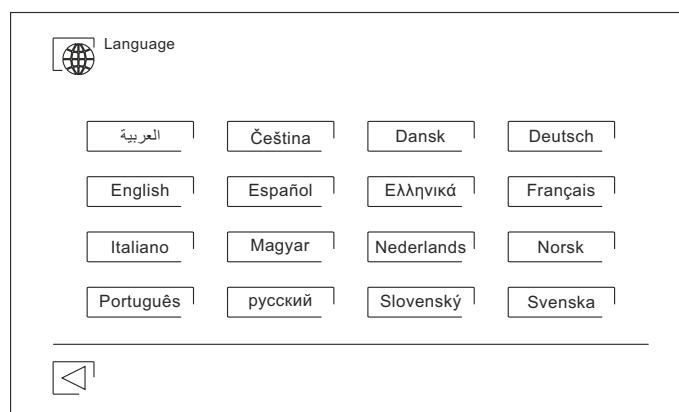 Language
العربية Čeština Dansk Deutsch
English Español Ελληνικά Français
Italiano Magyar Nederlands Norsk
Português русский Slovenský Svenska